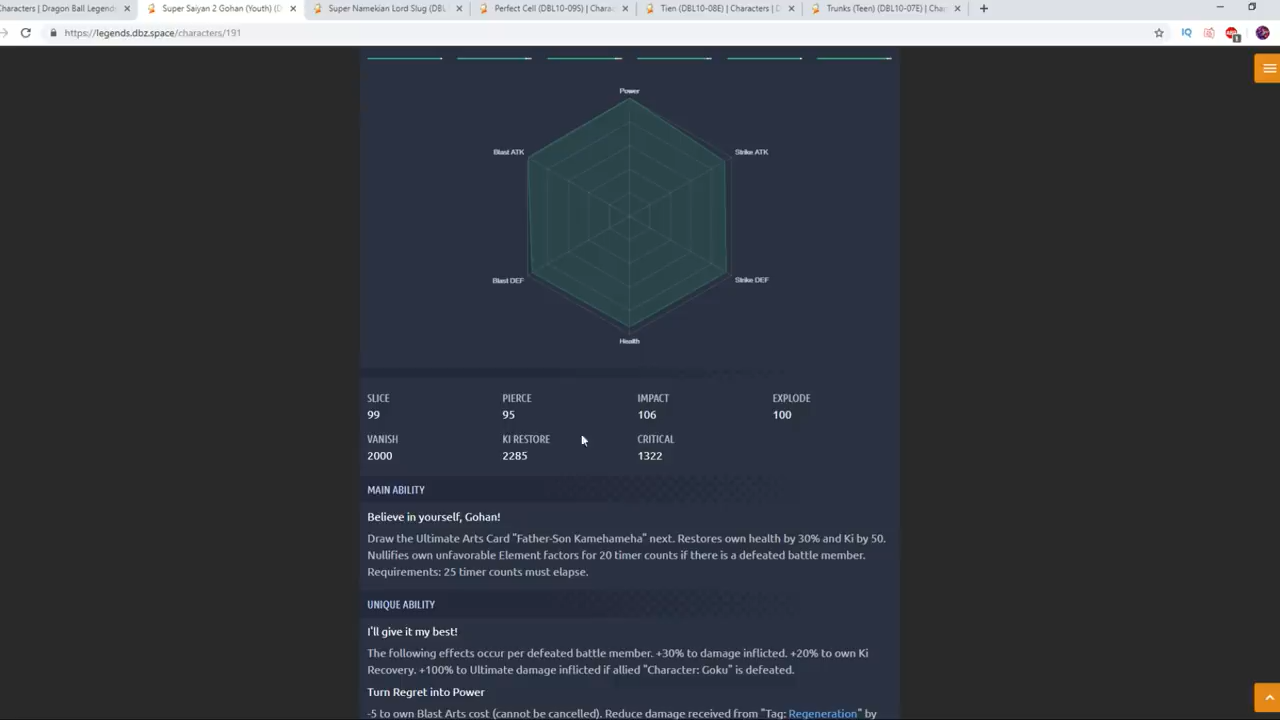 Characters | Dragon Ball Legend
Super Saiyan 2 Gohan (Youth) (D
Super Namekian Lord Slug (DBL
Perfect Cell (DBL10-09S) | Charac
Tien (DBL10-08E) | Characters | D
Trunks (Teen) (DBL10-07E) | Char
https://legends.dbz.space/characters/191
IQ
1
Power
Blast ATK
Strike ATK
Blast DEF
Strike DEF
Health
SLICE PIERCE IMPACT EXPLODE
99 95 106 100
VANISH KI RESTORE CRITICAL
2000 2285 1322
MAIN ABILITY
Believe in yourself, Gohan!
Draw the Ultimate Arts Card "Father-Son Kamehameha" next. Restores own health by 30% and Ki by 50.
Nullifies own unfavorable Element factors for 20 timer counts if there is a defeated battle member.
Requirements: 25 timer counts must elapse.
UNIQUE ABILITY
I'll give it my best!
The following effects occur per defeated battle member. +30% to damage inflicted. +20% to own Ki
Recovery. +100% to Ultimate damage inflicted if allied "Character: Goku" is defeated.
Turn Regret into Power
-5 to own Blast Arts cost (cannot be cancelled). Reduce damage received from "Tag: Regeneration" by